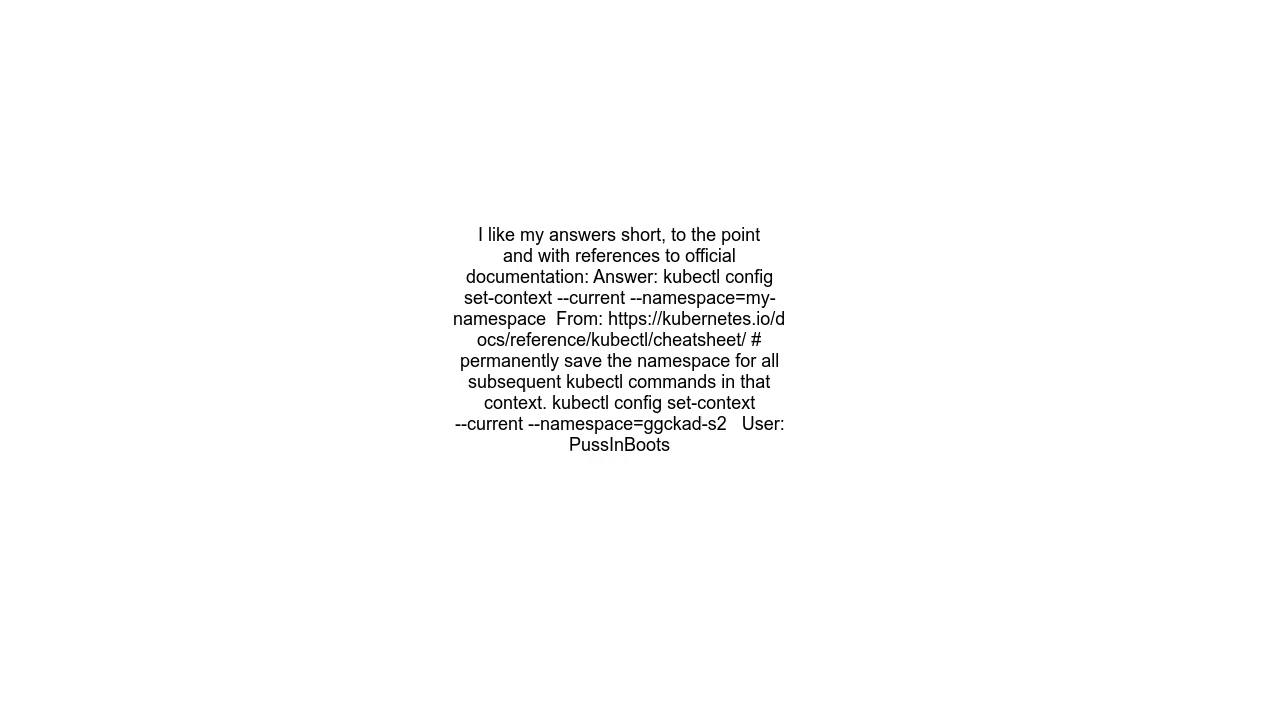 I like my answers short, to the point
and with references to official
documentation: Answer: kubectl config
set-context --current --namespace=my-
namespace  From: https://kubernetes.io/d
ocs/reference/kubectl/cheatsheet/ #
permanently save the namespace for all
subsequent kubectl commands in that
context. kubectl config set-context
--current --namespace=ggckad-s2   User:
PussInBoots